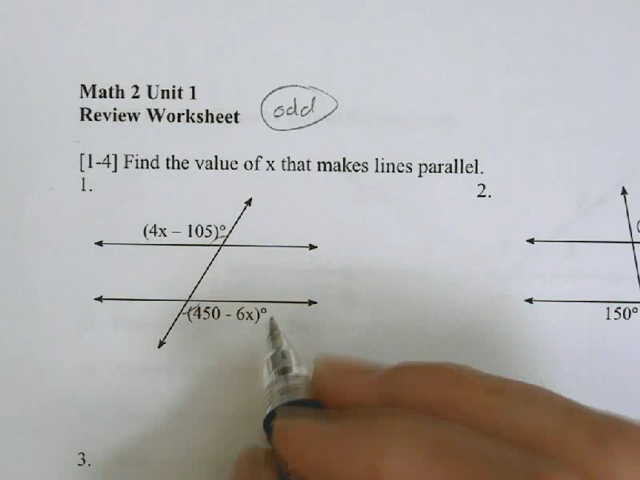 Math 2 Unit 1
Review Worksheet
odd
[1-4] Find the value of x that makes lines parallel.
1.
2.
(4x – 105)°
(450 - 6x)°
150°
3.